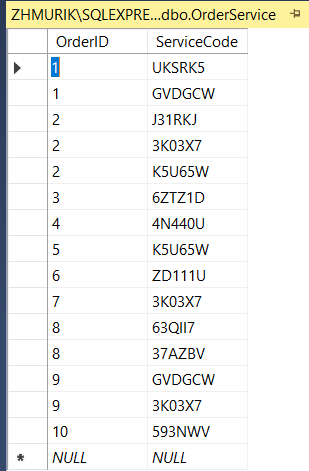 ZHMURIK\SQLEXPRE...dbo.OrderService
OrderID ServiceCode
1 UKSRK5
1 GVDGCW
2 J31RKJ
2 3K03X7
2 K5U65W
3 6ZTZ1D
4 4N440U
5 K5U65W
6 ZD111U
7 3K03X7
8 63QII7
8 37AZBV
9 GVDGCW
9 3K03X7
10 593NWV
NULL NULL